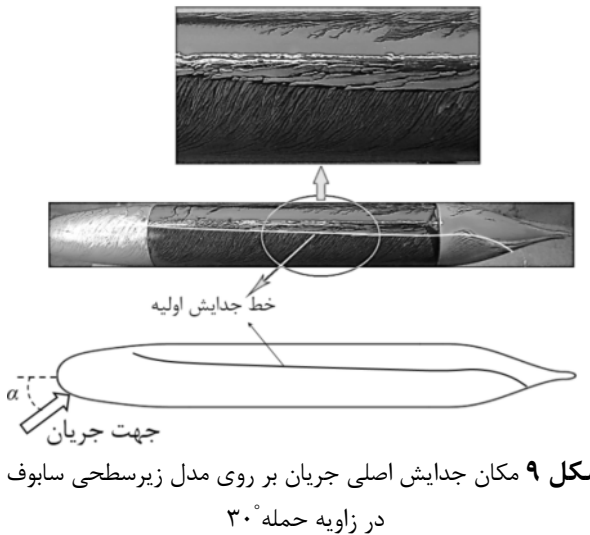 خط جدایش اولیه
α
جهت جریان
شکل ۹ مکان جدایش اصلی جریان بر روی مدل زیرسطحی سابوف
در زاویه حمله ۳۰°